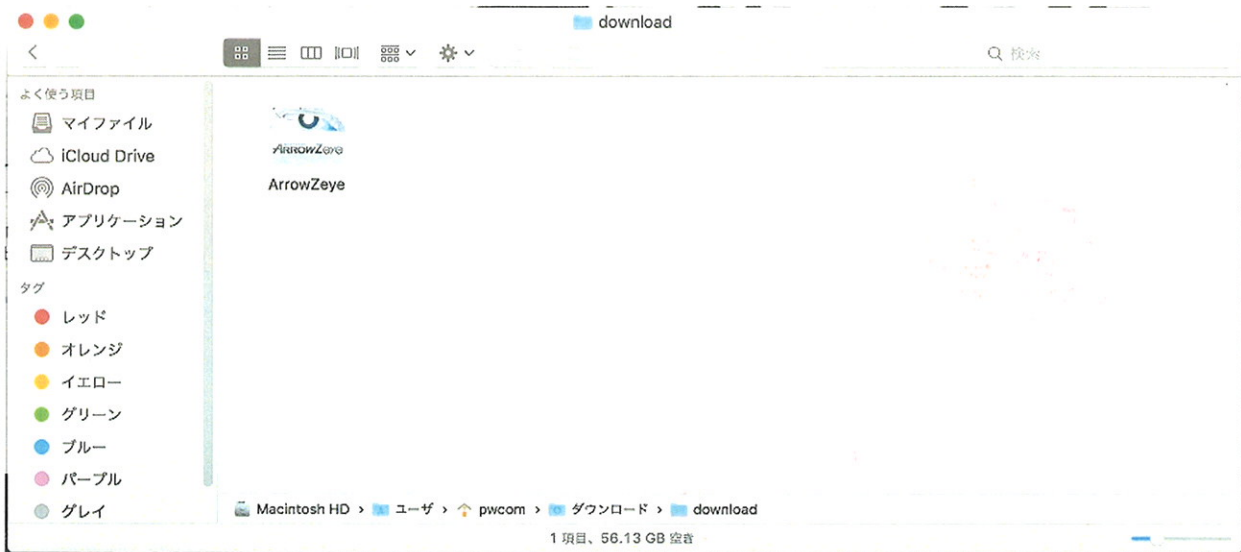 download
検索
よく使う項目
マイファイル
iCloud Drive
AirDrop
アプリケーション
デスクトップ
タグ
レッド
オレンジ
イエロー
グリーン
ブルー
パープル
グレイ
ARROWZeye
ArrowZeye
Macintosh HD › ユーザ › pwcom › ダウンロード › download
1 項目、56.13 GB 空き